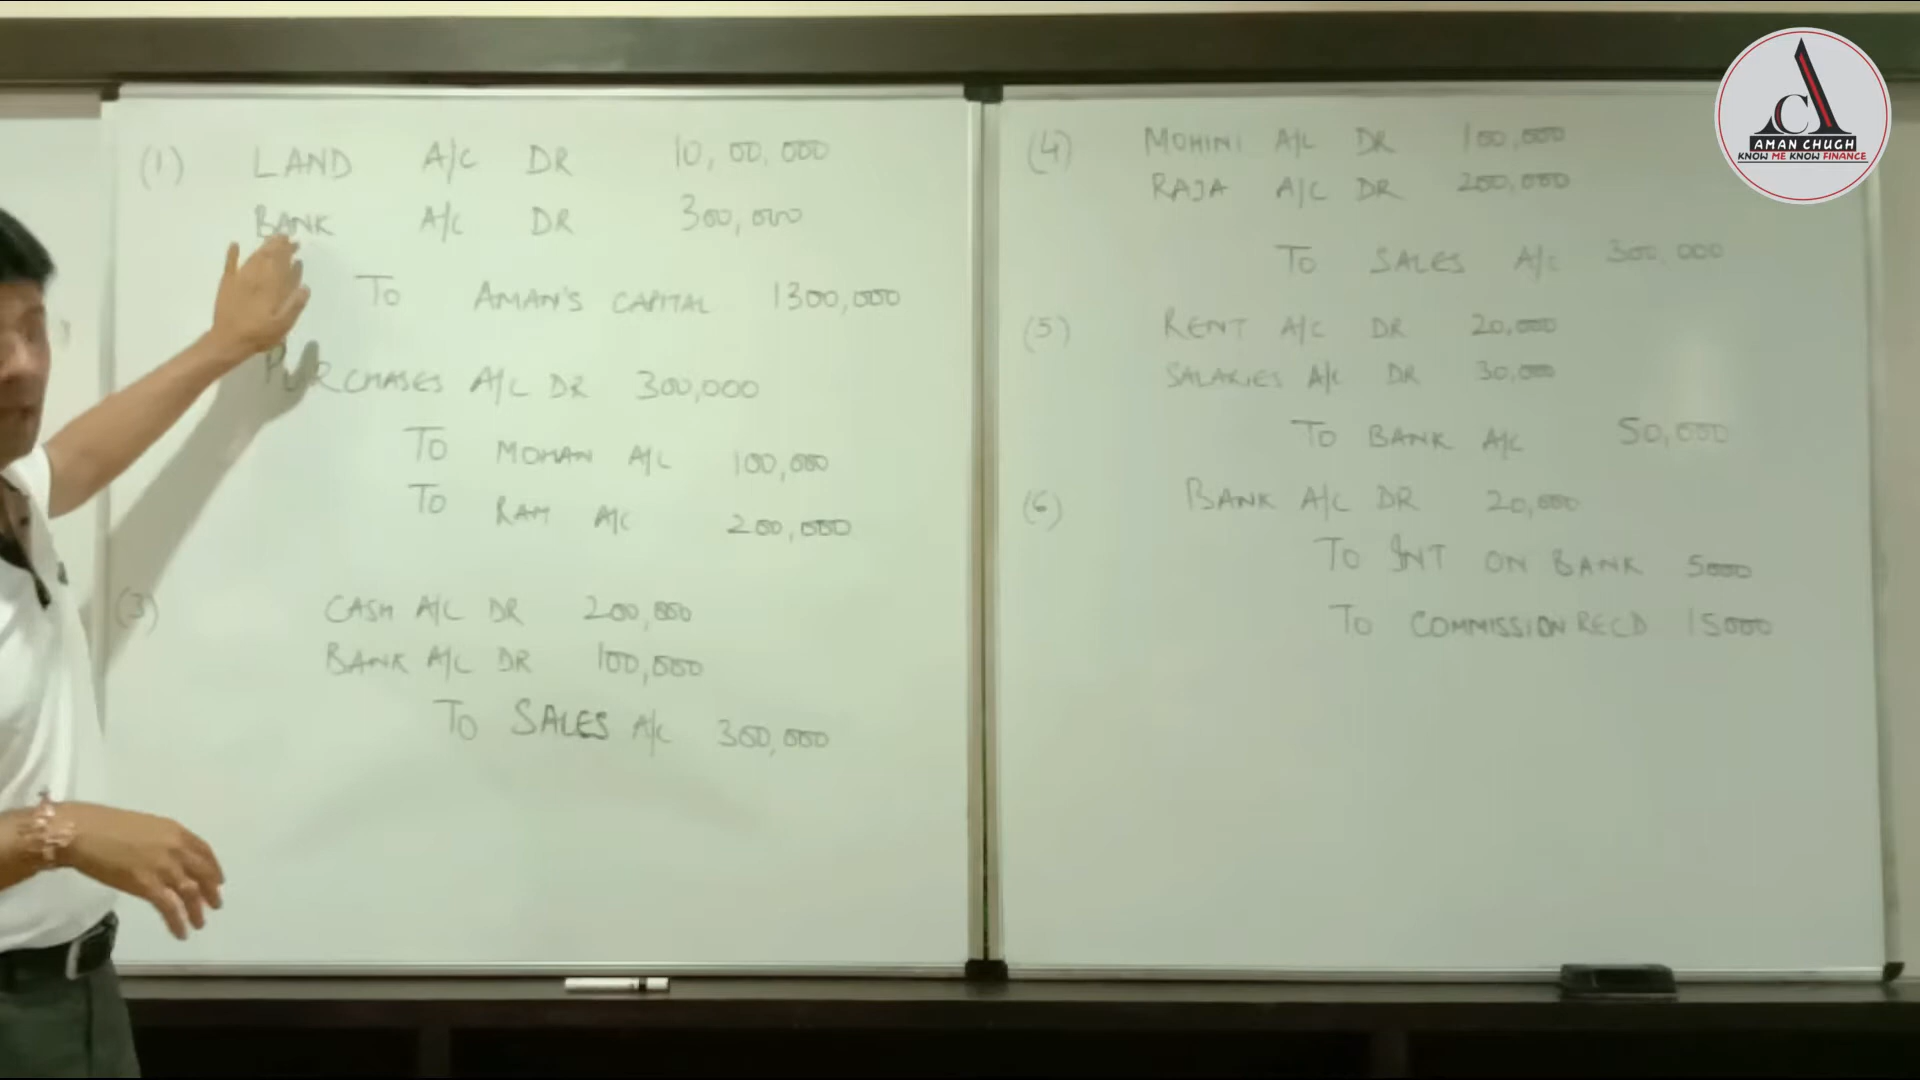 (1) LAND A/C DR 10,00,000
BANK A/C DR 300,000
To AMAN'S CAPITAL 1300,000
PURCHASES A/C DR 300,000
To MOHAN A/C 100,000
To RAM A/C 200,000
(3) CASH A/C DR 200,000
BANK A/C DR 100,000
To SALES A/C 300,000
(4) MOHINI A/C DR 100,000
RAJA A/C DR 200,000
To SALES A/C 300,000
(5) RENT A/C DR 20,000
SALARIES A/C DR 30,000
To BANK A/C 50,000
(6) BANK A/C DR 20,000
To INT ON BANK 5000
To COMMISSION RECD 15000
AC
AMAN CHUGH
KNOW ME KNOW FINANCE